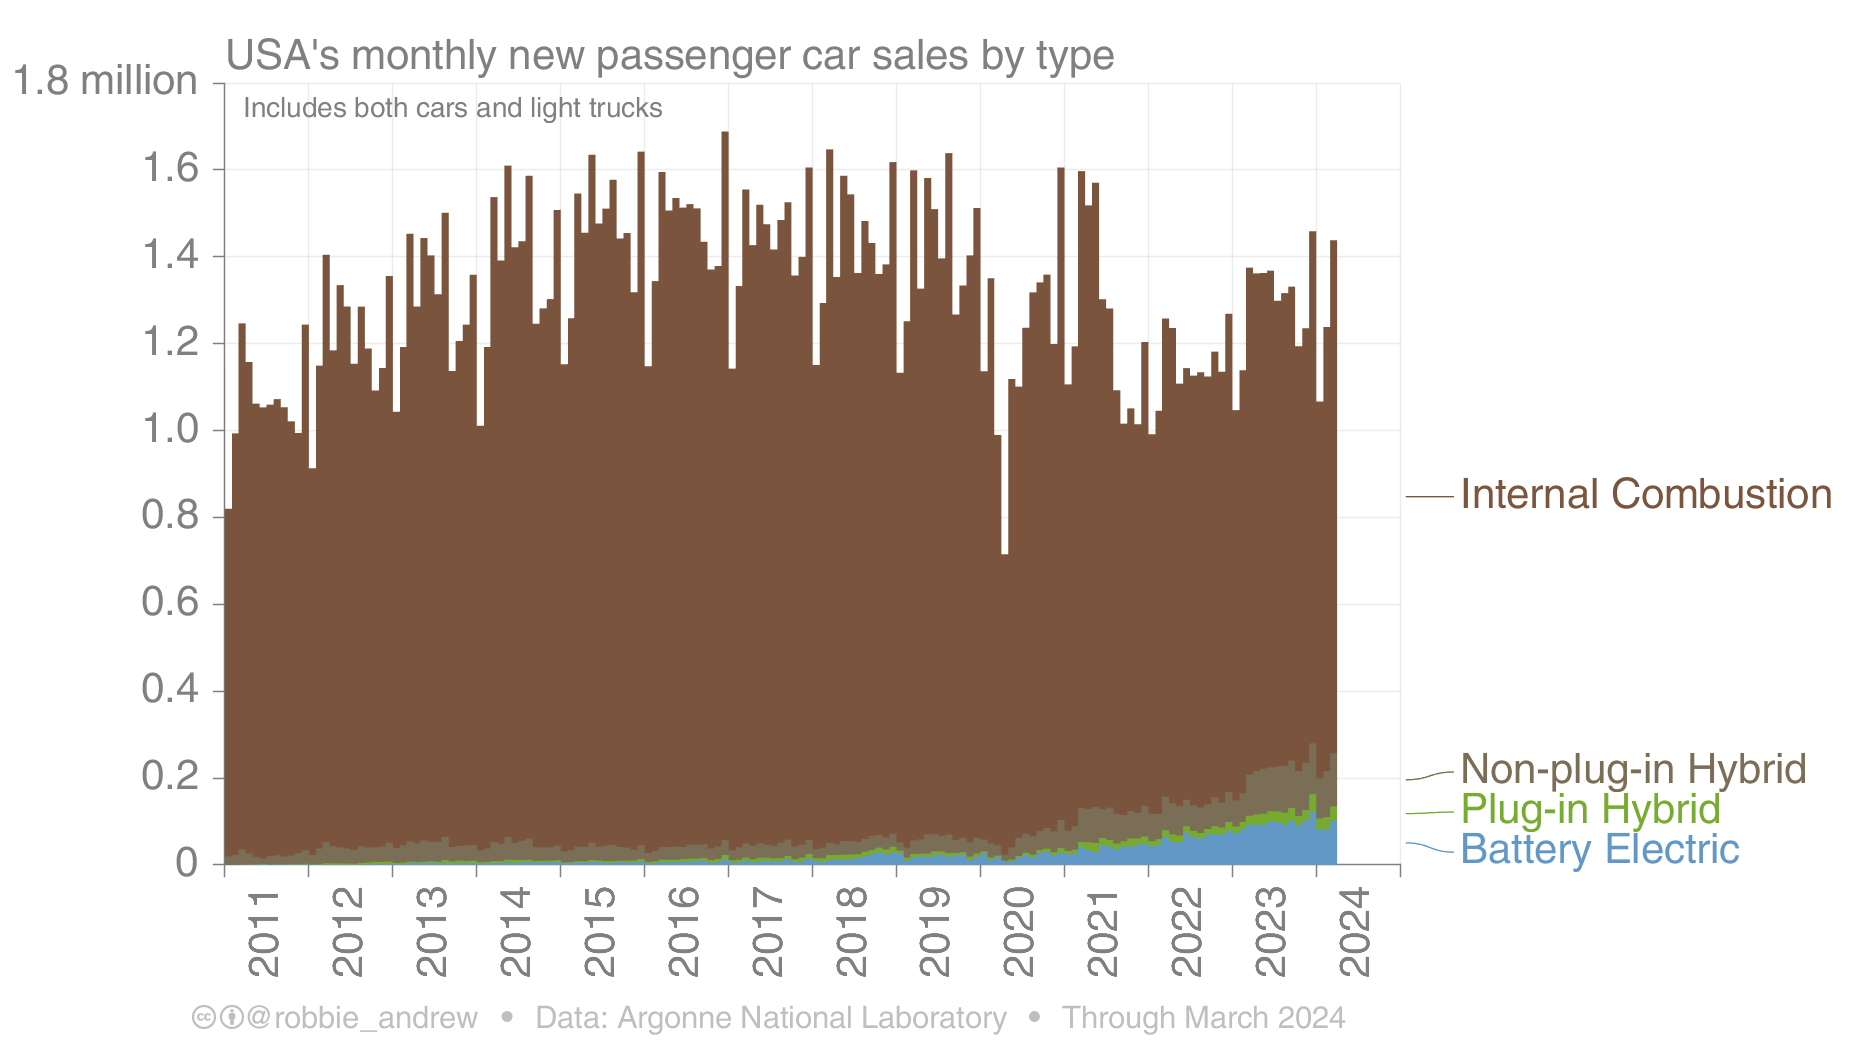 USA's monthly new passenger car sales by type
1.8 million
Includes both cars and light trucks
1.6
1.4
1.2
1.0
0.8
0.6
0.4
0.2
0
Internal Combustion
Non-plug-in Hybrid
Plug-in Hybrid
Battery Electric
2011
2012
2013
2014
2015
2016
2017
2018
2019
2020
2021
2022
2023
2024
cc @robbie_andrew • Data: Argonne National Laboratory • Through March 2024